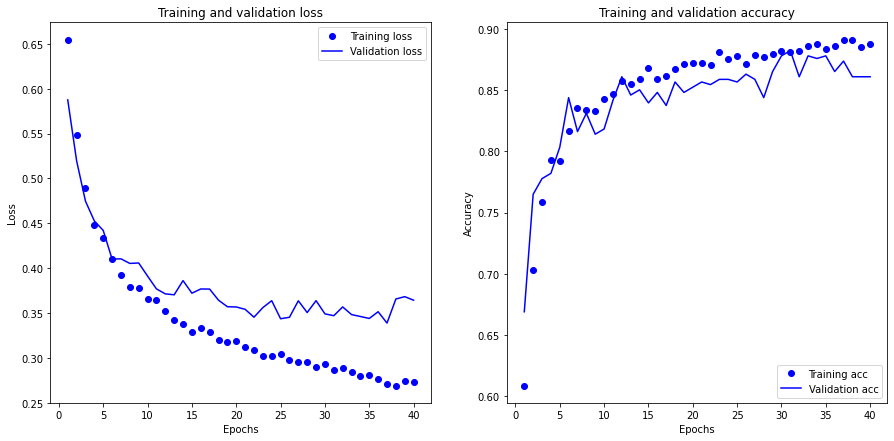 Training and validation loss
0.65
0.60
0.55
0.50
0.45
0.40
0.35
0.30
0.25
Loss
Training loss
Validation loss
0 5 10 15 20 25 30 35 40
Epochs
Training and validation accuracy
0.90
0.85
0.80
0.75
0.70
0.65
0.60
Accuracy
Training acc
Validation acc
0 5 10 15 20 25 30 35 40
Epochs